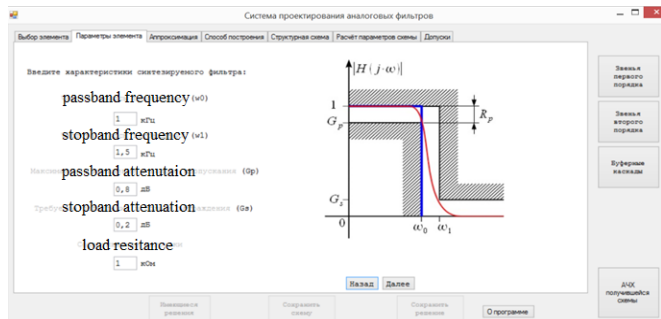 Система проектирования аналоговых фильтров
Выбор элемента Параметры элемента Аппроксимация Способ построения Структурная схема Расчёт параметров схемы Допуски
Введите характеристики синтезируемого фильтра:
passband frequency (w0)
1 кГц
stopband frequency (w1)
1,5 кГц
passband attenutaion (Gp)
0,8 дБ
stopband attenuation (Gs)
0,2 дБ
load resitance
1 кОм
|H(j·ω)|
1
Gp
Rp
Gs
0
ω0 ω1
Назад Далее
Звенья
первого
порядка
Звенья
второго
порядка
Буферные
каскады
АЧХ
получившейся
схемы
Имеющиеся
решения
Сохранить
схему
Сохранить
решение
О программе